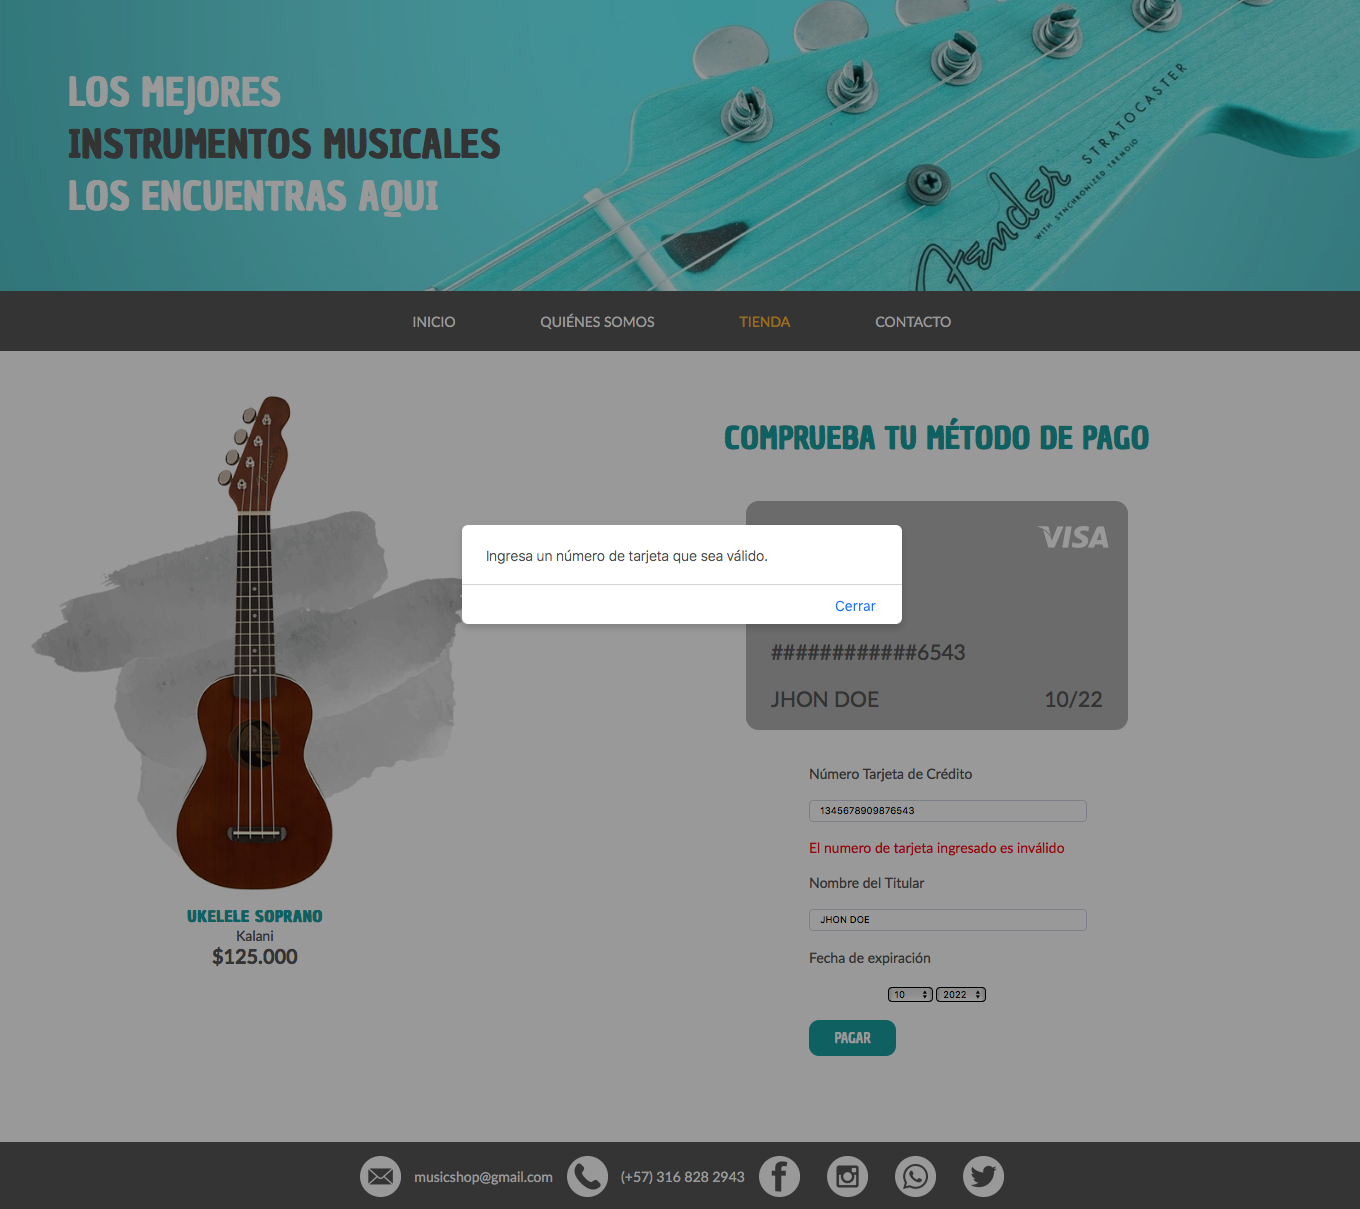 LOS MEJORES
INSTRUMENTOS MUSICALES
LOS ENCUENTRAS AQUI
Fender
STRATOCASTER
WITH SYNCHRONIZED TREMOLO
INICIO
QUIÉNES SOMOS
TIENDA
CONTACTO
COMPRUEBA TU MÉTODO DE PAGO
VISA
Ingresa un número de tarjeta que sea válido.
Cerrar
############6543
JHON DOE
10/22
Número Tarjeta de Crédito
1345678909876543
El numero de tarjeta ingresado es inválido
Nombre del Titular
JHON DOE
Fecha de expiración
10
2022
PAGAR
UKELELE SOPRANO
Kalani
$125.000
musicshop@gmail.com
(+57) 316 828 2943